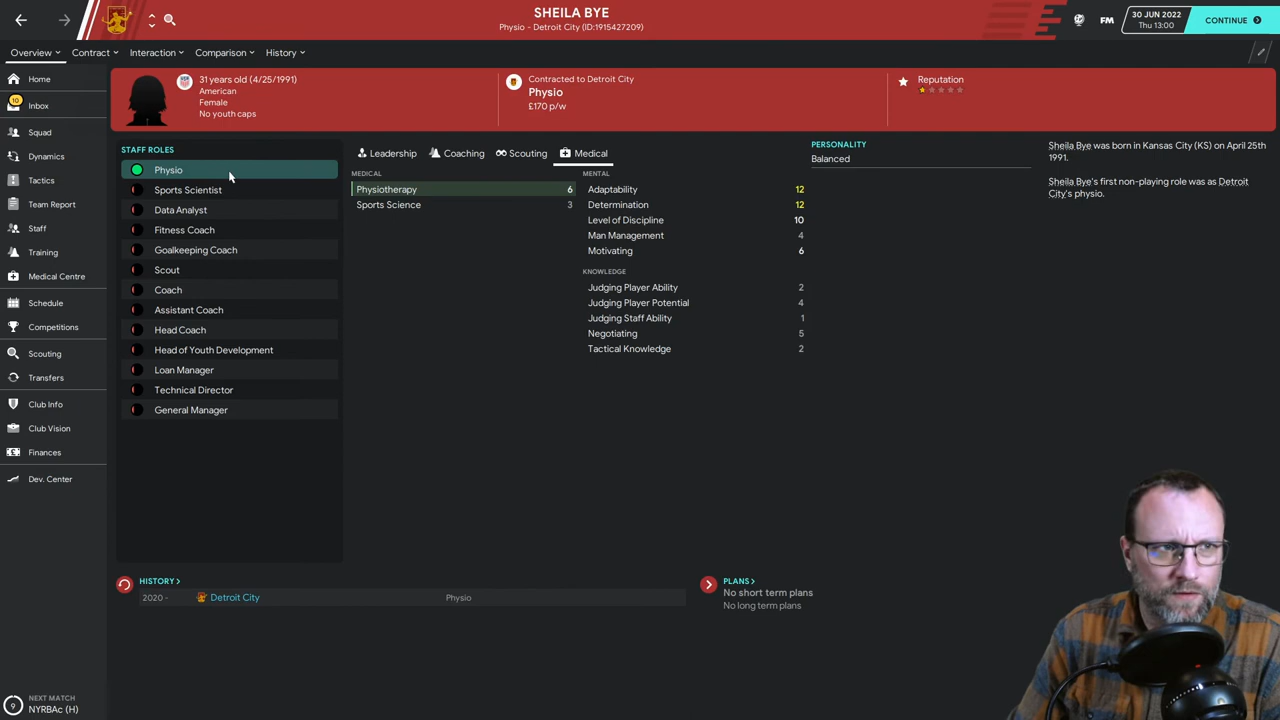 SHEILA BYE
Physio - Detroit City (ID:1915427209)
30 JUN 2022
Thu 13:00
FM
CONTINUE
Overview
Contract
Interaction
Comparison
History
Home
10
Inbox
Squad
Dynamics
Tactics
Team Report
Staff
Training
Medical Centre
Schedule
Competitions
Scouting
Transfers
Club Info
Club Vision
Finances
Dev. Center
9
NEXT MATCH
NYRBAc (H)
31 years old (4/25/1991)
American
Female
No youth caps
Contracted to Detroit City
Physio
£170 p/w
Reputation
STAFF ROLES
Physio
Sports Scientist
Data Analyst
Fitness Coach
Goalkeeping Coach
Scout
Coach
Assistant Coach
Head Coach
Head of Youth Development
Loan Manager
Technical Director
General Manager
Leadership
Coaching
Scouting
Medical
MEDICAL
Physiotherapy 6
Sports Science 3
MENTAL
Adaptability 12
Determination 12
Level of Discipline 10
Man Management 4
Motivating 6
KNOWLEDGE
Judging Player Ability 2
Judging Player Potential 4
Judging Staff Ability 1
Negotiating 5
Tactical Knowledge 2
PERSONALITY
Balanced
Sheila Bye was born in Kansas City (KS) on April 25th
1991.
Sheila Bye's first non-playing role was as Detroit
City's physio.
HISTORY >
2020 - Detroit City Physio
PLANS >
No short term plans
No long term plans